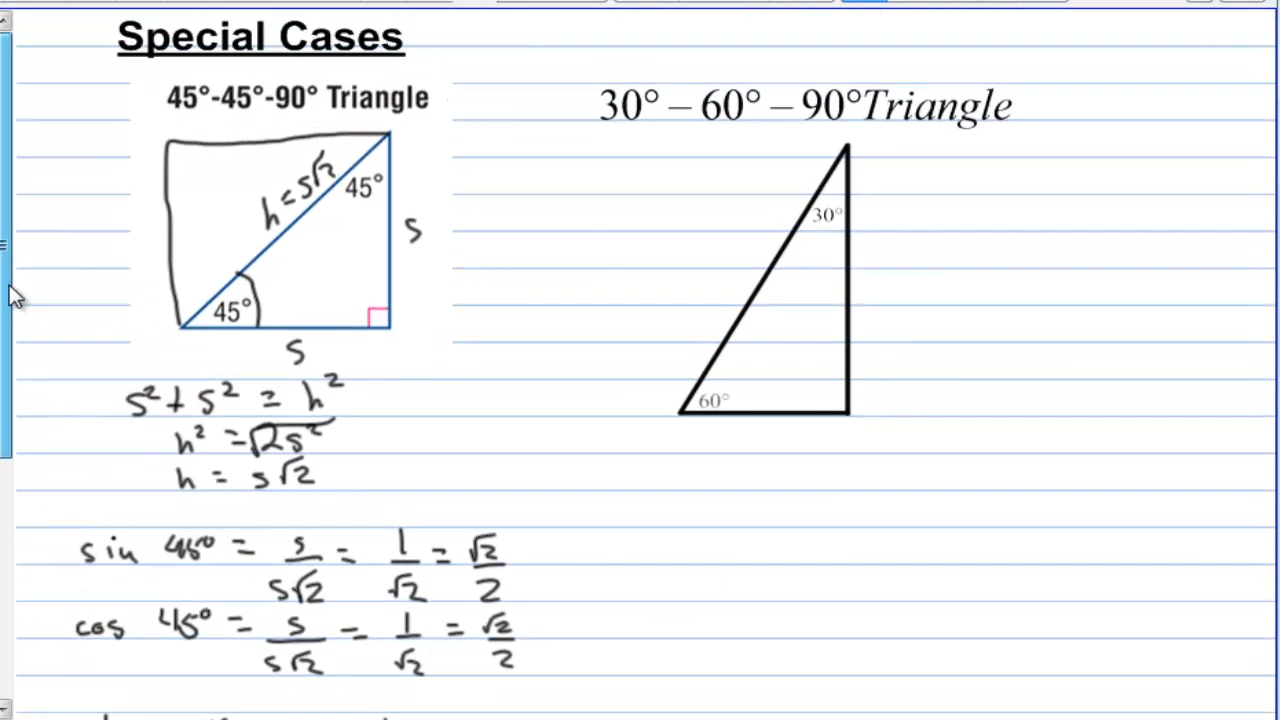 Special Cases
45°-45°-90° Triangle
h = s√2
45°
s
45°
s
s² + s² = h²
h² = √2s²
h = s√2
sin 45° = s/s√2 = 1/√2 = √2/2
cos 45° = s/s√2 = 1/√2 = √2/2
30° – 60° – 90°Triangle
30°
60°